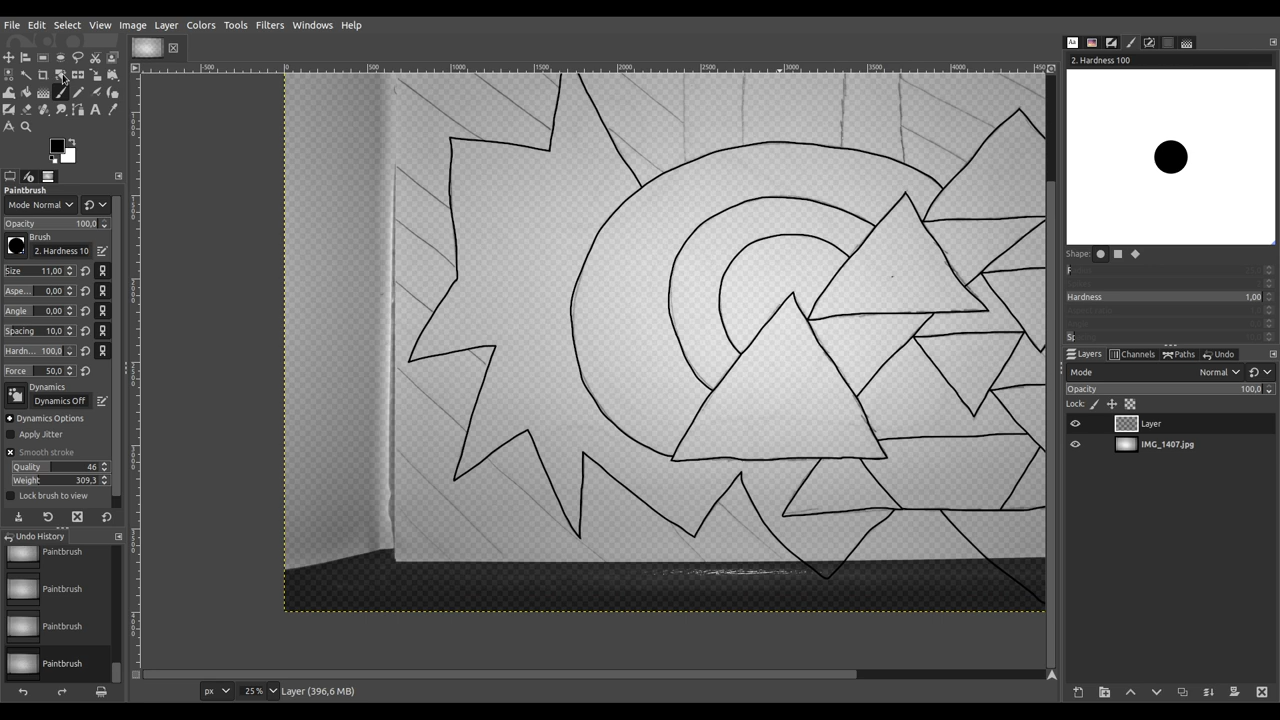 File Edit Select View Image Layer Colors Tools Filters Windows Help
-500 0 500 1000 1500 2000 2500 3000 4000 450
2. Hardness 100
Paintbrush
Mode Normal
Opacity 100,0
Brush
2. Hardness 10
Size 11,00
Aspe... 0,00
Angle 0,00
Spacing 10,0
Hardn... 100,0
Force 50,0
Dynamics
Dynamics Off
Dynamics Options
Apply Jitter
Smooth stroke
Quality 46
Weight 309,3
Lock brush to view
Undo History
Paintbrush
Paintbrush
Paintbrush
Paintbrush
px 25 % Layer (396,6 MB)
Shape:
Hardness 1,00
Layers Channels Paths Undo
Mode Normal
Opacity 100,0
Lock:
Layer
IMG_1407.jpg